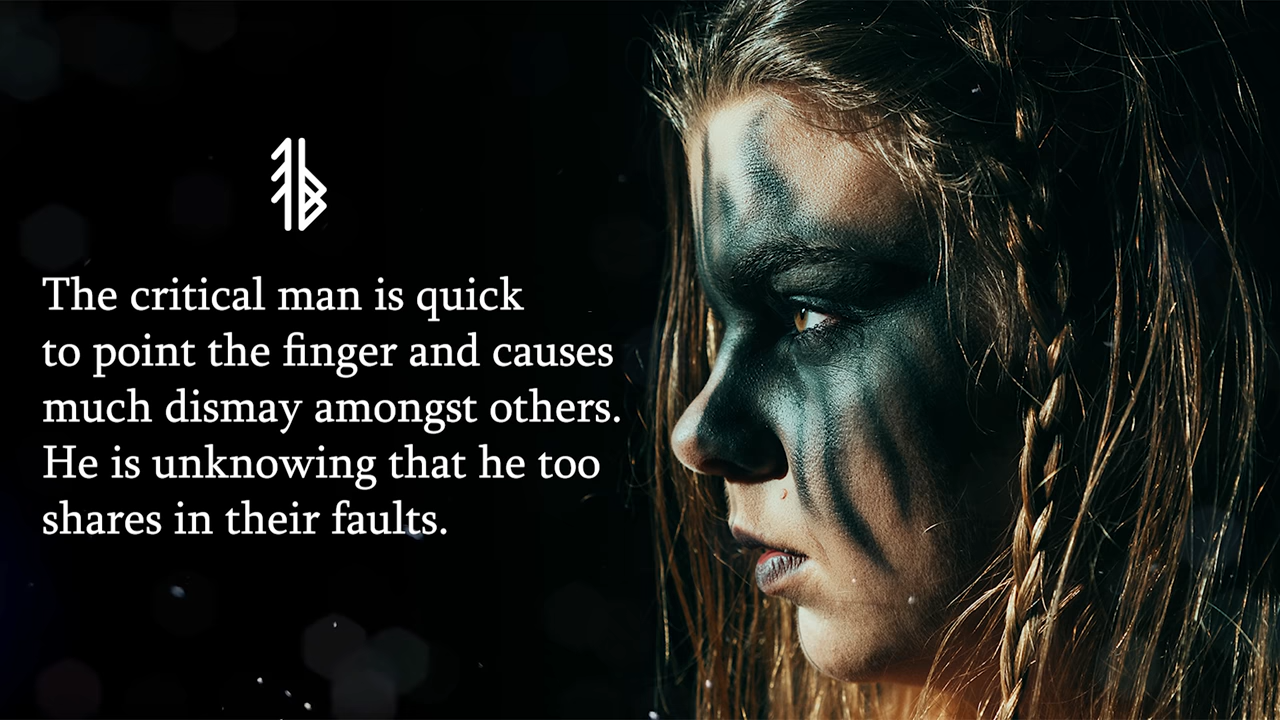 The critical man is quick
to point the finger and causes
much dismay amongst others.
He is unknowing that he too
shares in their faults.